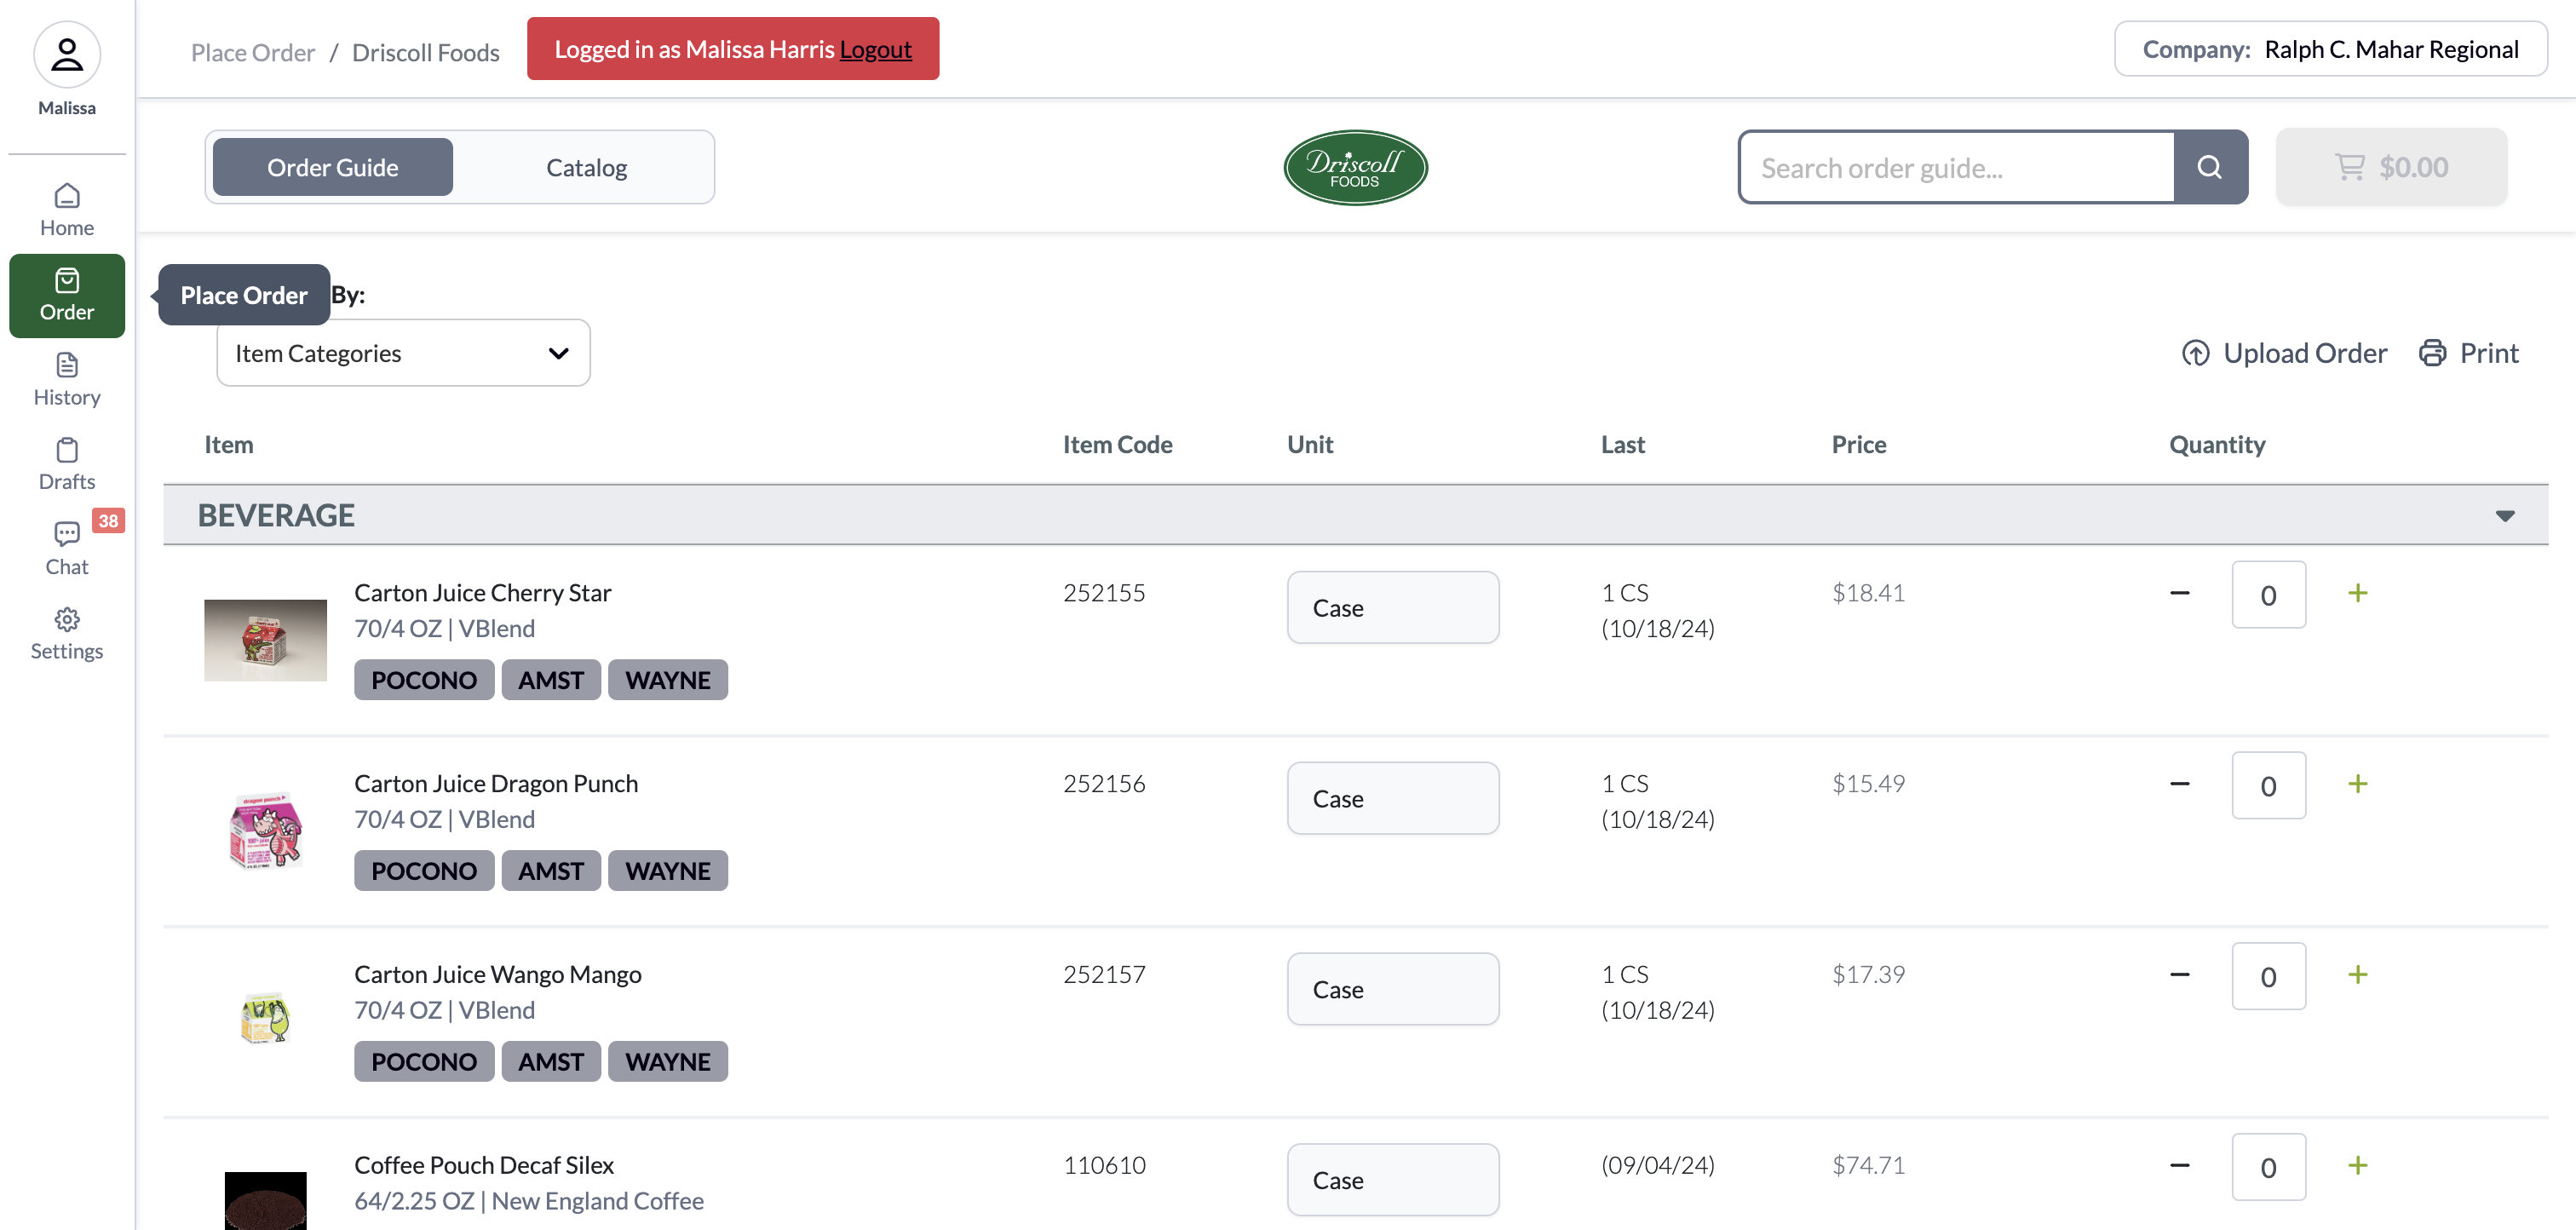 Malissa
Home
Order
History
Drafts
38
Chat
Settings
Place Order / Driscoll Foods
Logged in as Malissa Harris Logout
Company: Ralph C. Mahar Regional
Order Guide
Catalog
Driscoll
FOODS
Search order guide...
$0.00
Place Order
By:
Item Categories
Upload Order
Print
Item Item Code Unit Last Price Quantity
BEVERAGE
Carton Juice Cherry Star 252155 Case 1 CS $18.41 0
70/4 OZ | VBlend (10/18/24)
POCONO AMST WAYNE
dragon punch
Carton Juice Dragon Punch 252156 Case 1 CS $15.49 0
70/4 OZ | VBlend (10/18/24)
POCONO AMST WAYNE
Carton Juice Wango Mango 252157 Case 1 CS $17.39 0
70/4 OZ | VBlend (10/18/24)
POCONO AMST WAYNE
Coffee Pouch Decaf Silex 110610 Case (09/04/24) $74.71 0
64/2.25 OZ | New England Coffee